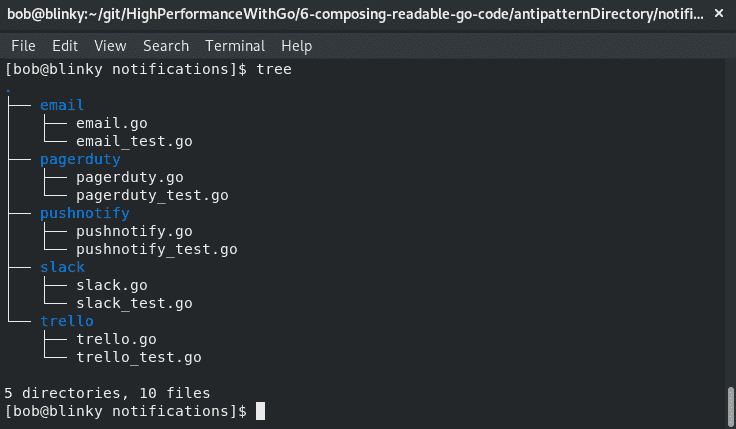 bob@blinky:~/git/HighPerformanceWithGo/6-composing-readable-go-code/antipatternDirectory/notifi... ×
File Edit View Search Terminal Help
[bob@blinky notifications]$ tree
.
├── email
│   ├── email.go
│   └── email_test.go
├── pagerduty
│   ├── pagerduty.go
│   └── pagerduty_test.go
├── pushnotify
│   ├── pushnotify.go
│   └── pushnotify_test.go
├── slack
│   ├── slack.go
│   └── slack_test.go
└── trello
    ├── trello.go
    └── trello_test.go

5 directories, 10 files
[bob@blinky notifications]$